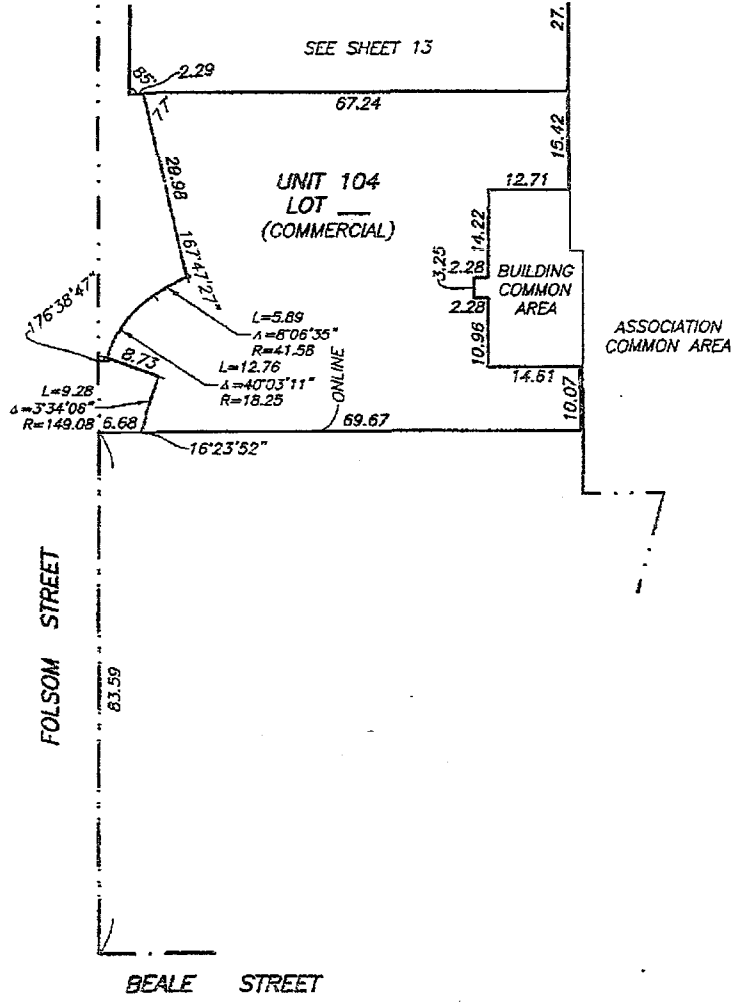 27.
SEE SHEET 13
85'
2.29
77'
67.24
15.42
28.98
UNIT 104
LOT __
(COMMERCIAL)
12.71
14.22
167°47'27"
3.25
2.28
BUILDING
COMMON
AREA
2.28
176°38'47"
L=5.89
Δ=8°06'35"
R=41.58
10.96
ASSOCIATION
COMMON AREA
8.73
L=12.76
Δ=40°03'11"
R=18.25
ONLINE
14.61
L=9.28
Δ=3°34'06"
R=149.08'
6.68
10.07
69.67
16°23'52"
FOLSOM STREET
83.59
BEALE STREET